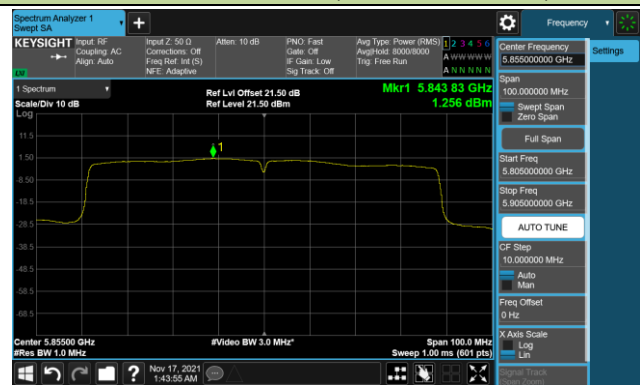 Spectrum Analyzer 1
Swept SA
Frequency
KEYSIGHT
Input: RF
Coupling: AC
Align: Auto
Input Z: 50 Ω
Corrections: Off
Freq Ref: Int (S)
NFE: Adaptive
Atten: 10 dB
PNO: Fast
Gate: Off
IF Gain: Low
Sig Track: Off
Avg Type: Power (RMS)
Avg|Hold: 8000/8000
Trig: Free Run
1 2 3 4 5 6
A W W W W W
A N N N N N
1 Spectrum
Scale/Div 10 dB
Log
Ref Lvl Offset 21.50 dB
Ref Level 21.50 dBm
Mkr1 5.843 83 GHz
1.256 dBm
1
11.5
1.50
-8.50
-18.5
-28.5
-38.5
-48.5
-58.5
-68.5
Center 5.85500 GHz
#Res BW 1.0 MHz
#Video BW 3.0 MHz*
Span 100.0 MHz
Sweep 1.00 ms (601 pts)
Nov 17, 2021
1:43:55 AM
Center Frequency
5.855000000 GHz
Settings
Span
100.000000 MHz
Swept Span
Zero Span
Full Span
Start Freq
5.805000000 GHz
Stop Freq
5.905000000 GHz
AUTO TUNE
CF Step
10.000000 MHz
Auto
Man
Freq Offset
0 Hz
X Axis Scale
Log
Lin
Signal Track
(Span Zoom)